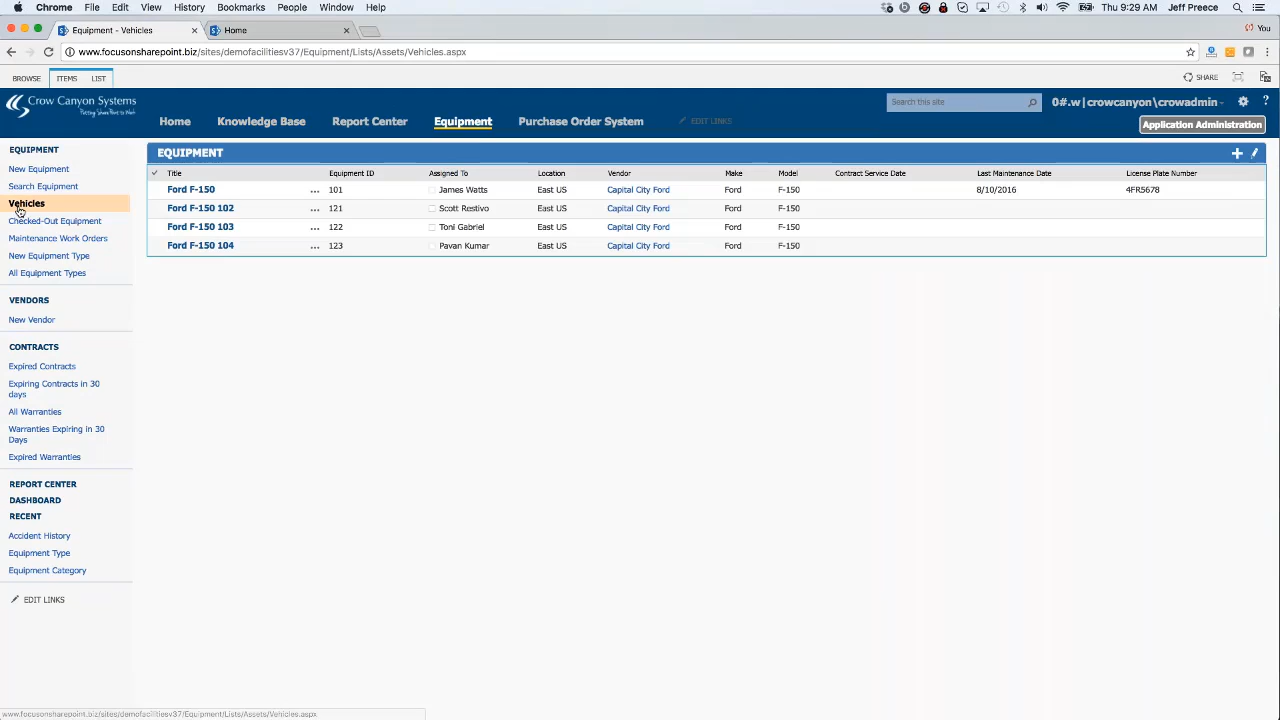 Chrome File Edit View History Bookmarks People Window Help Thu 9:29 AM Jeff Preece
Equipment - Vehicles × Home × You
www.focusonsharepoint.biz/sites/demofacilitiesv37/Equipment/Lists/Assets/Vehicles.aspx
BROWSE ITEMS LIST SHARE
Crow Canyon Systems
Putting SharePoint to Work
Search this site
0#.w|crowcanyon\crowadmin
?
Home Knowledge Base Report Center Equipment Purchase Order System EDIT LINKS
Application Administration
EQUIPMENT
New Equipment
Search Equipment
Vehicles
Checked-Out Equipment
Maintenance Work Orders
New Equipment Type
All Equipment Types
VENDORS
New Vendor
CONTRACTS
Expired Contracts
Expiring Contracts in 30
days
All Warranties
Warranties Expiring in 30
Days
Expired Warranties
REPORT CENTER
DASHBOARD
RECENT
Accident History
Equipment Type
Equipment Category
EDIT LINKS
EQUIPMENT
Title Equipment ID Assigned To Location Vendor Make Model Contract Service Date Last Maintenance Date License Plate Number
Ford F-150 ... 101 James Watts East US Capital City Ford Ford F-150 8/10/2016 4FR5678
Ford F-150 102 ... 121 Scott Restivo East US Capital City Ford Ford F-150
Ford F-150 103 ... 122 Toni Gabriel East US Capital City Ford Ford F-150
Ford F-150 104 ... 123 Pavan Kumar East US Capital City Ford Ford F-150
www.focusonsharepoint.biz/sites/demofacilitiesv37/Equipment/Lists/Assets/Vehicles.aspx